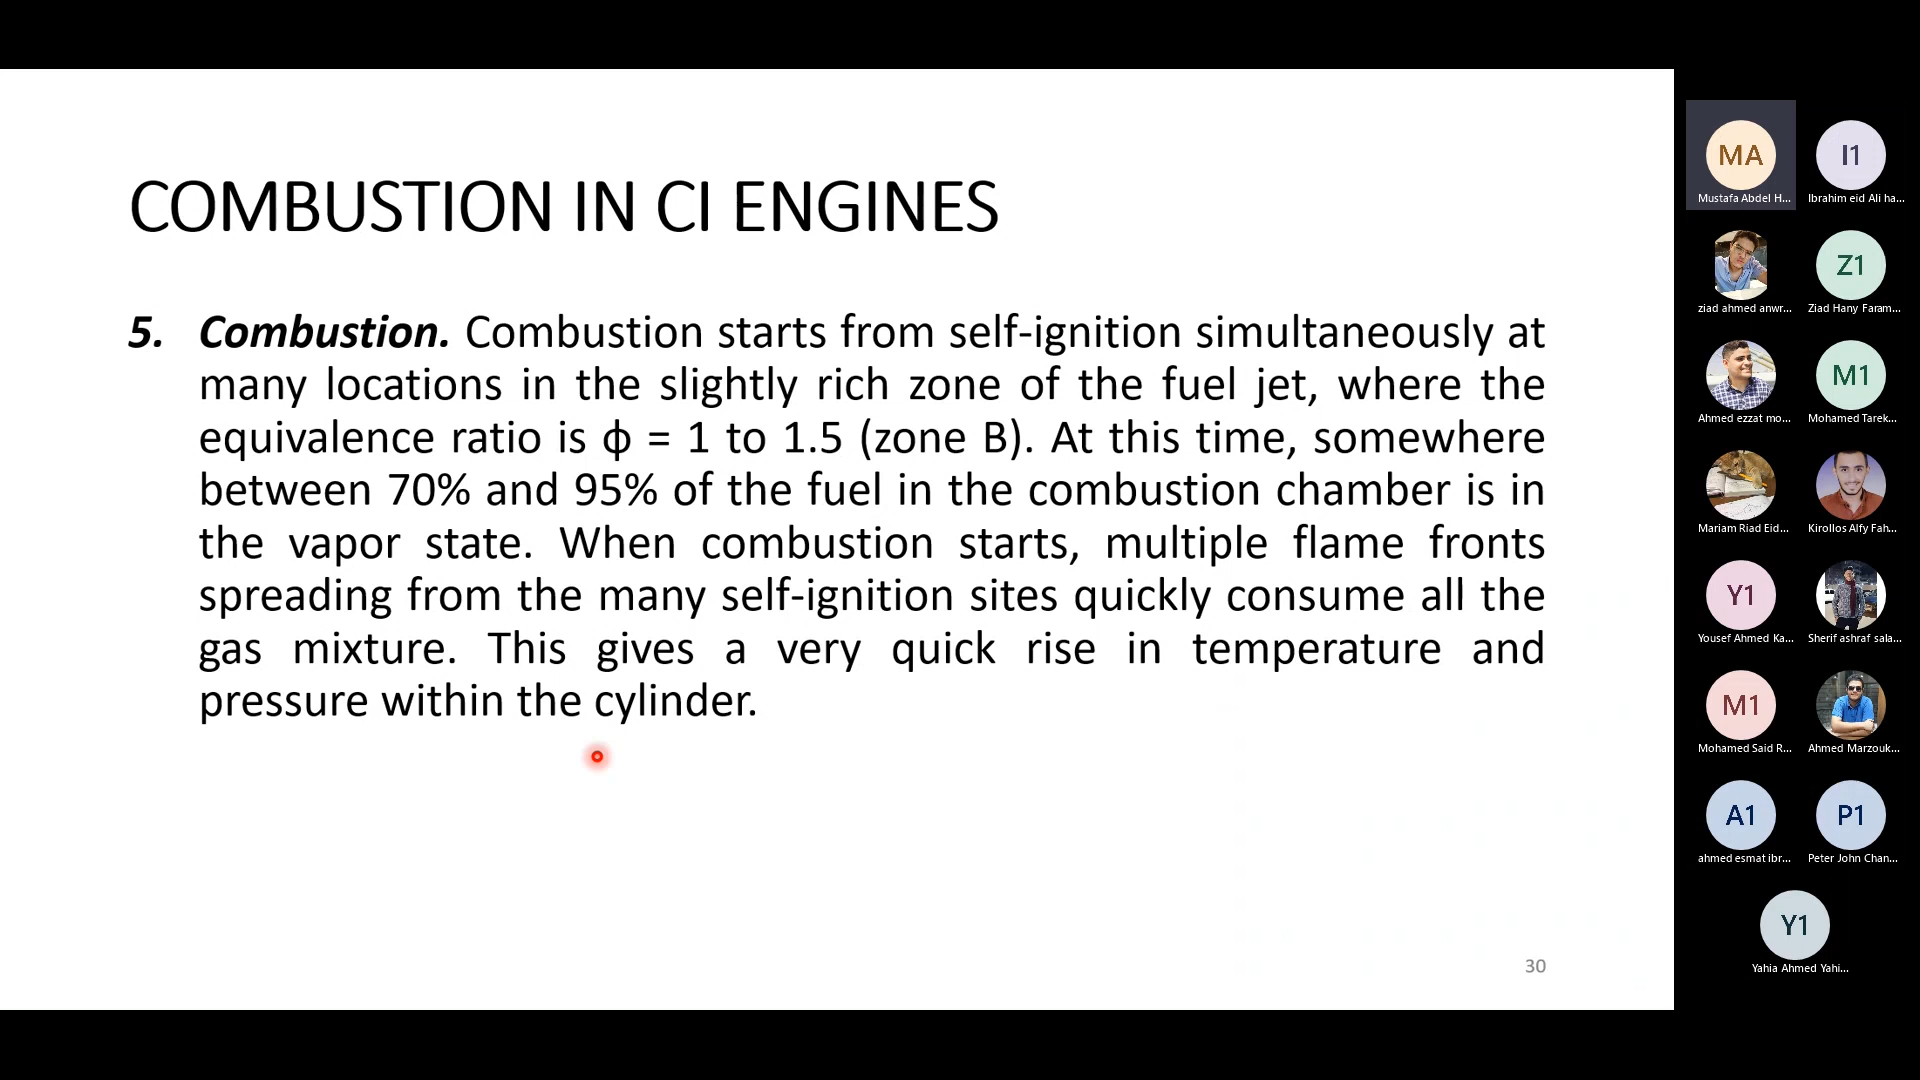 COMBUSTION IN CI ENGINES
5. Combustion. Combustion starts from self-ignition simultaneously at
many locations in the slightly rich zone of the fuel jet, where the
equivalence ratio is ϕ = 1 to 1.5 (zone B). At this time, somewhere
between 70% and 95% of the fuel in the combustion chamber is in
the vapor state. When combustion starts, multiple flame fronts
spreading from the many self-ignition sites quickly consume all the
gas mixture. This gives a very quick rise in temperature and
pressure within the cylinder.
30
MA
Mustafa Abdel H...
I1
Ibrahim eid Ali ha...
ziad ahmed anwr...
Z1
Ziad Hany Faram...
Ahmed ezzat mo...
M1
Mohamed Tarek...
Mariam Riad Eid...
Kirollos Alfy Fah...
Y1
Yousef Ahmed Ka...
Sherif ashraf sala...
M1
Mohamed Said R...
Ahmed Marzouk...
A1
ahmed esmat ibr...
P1
Peter John Chan...
Y1
Yahia Ahmed Yahi...